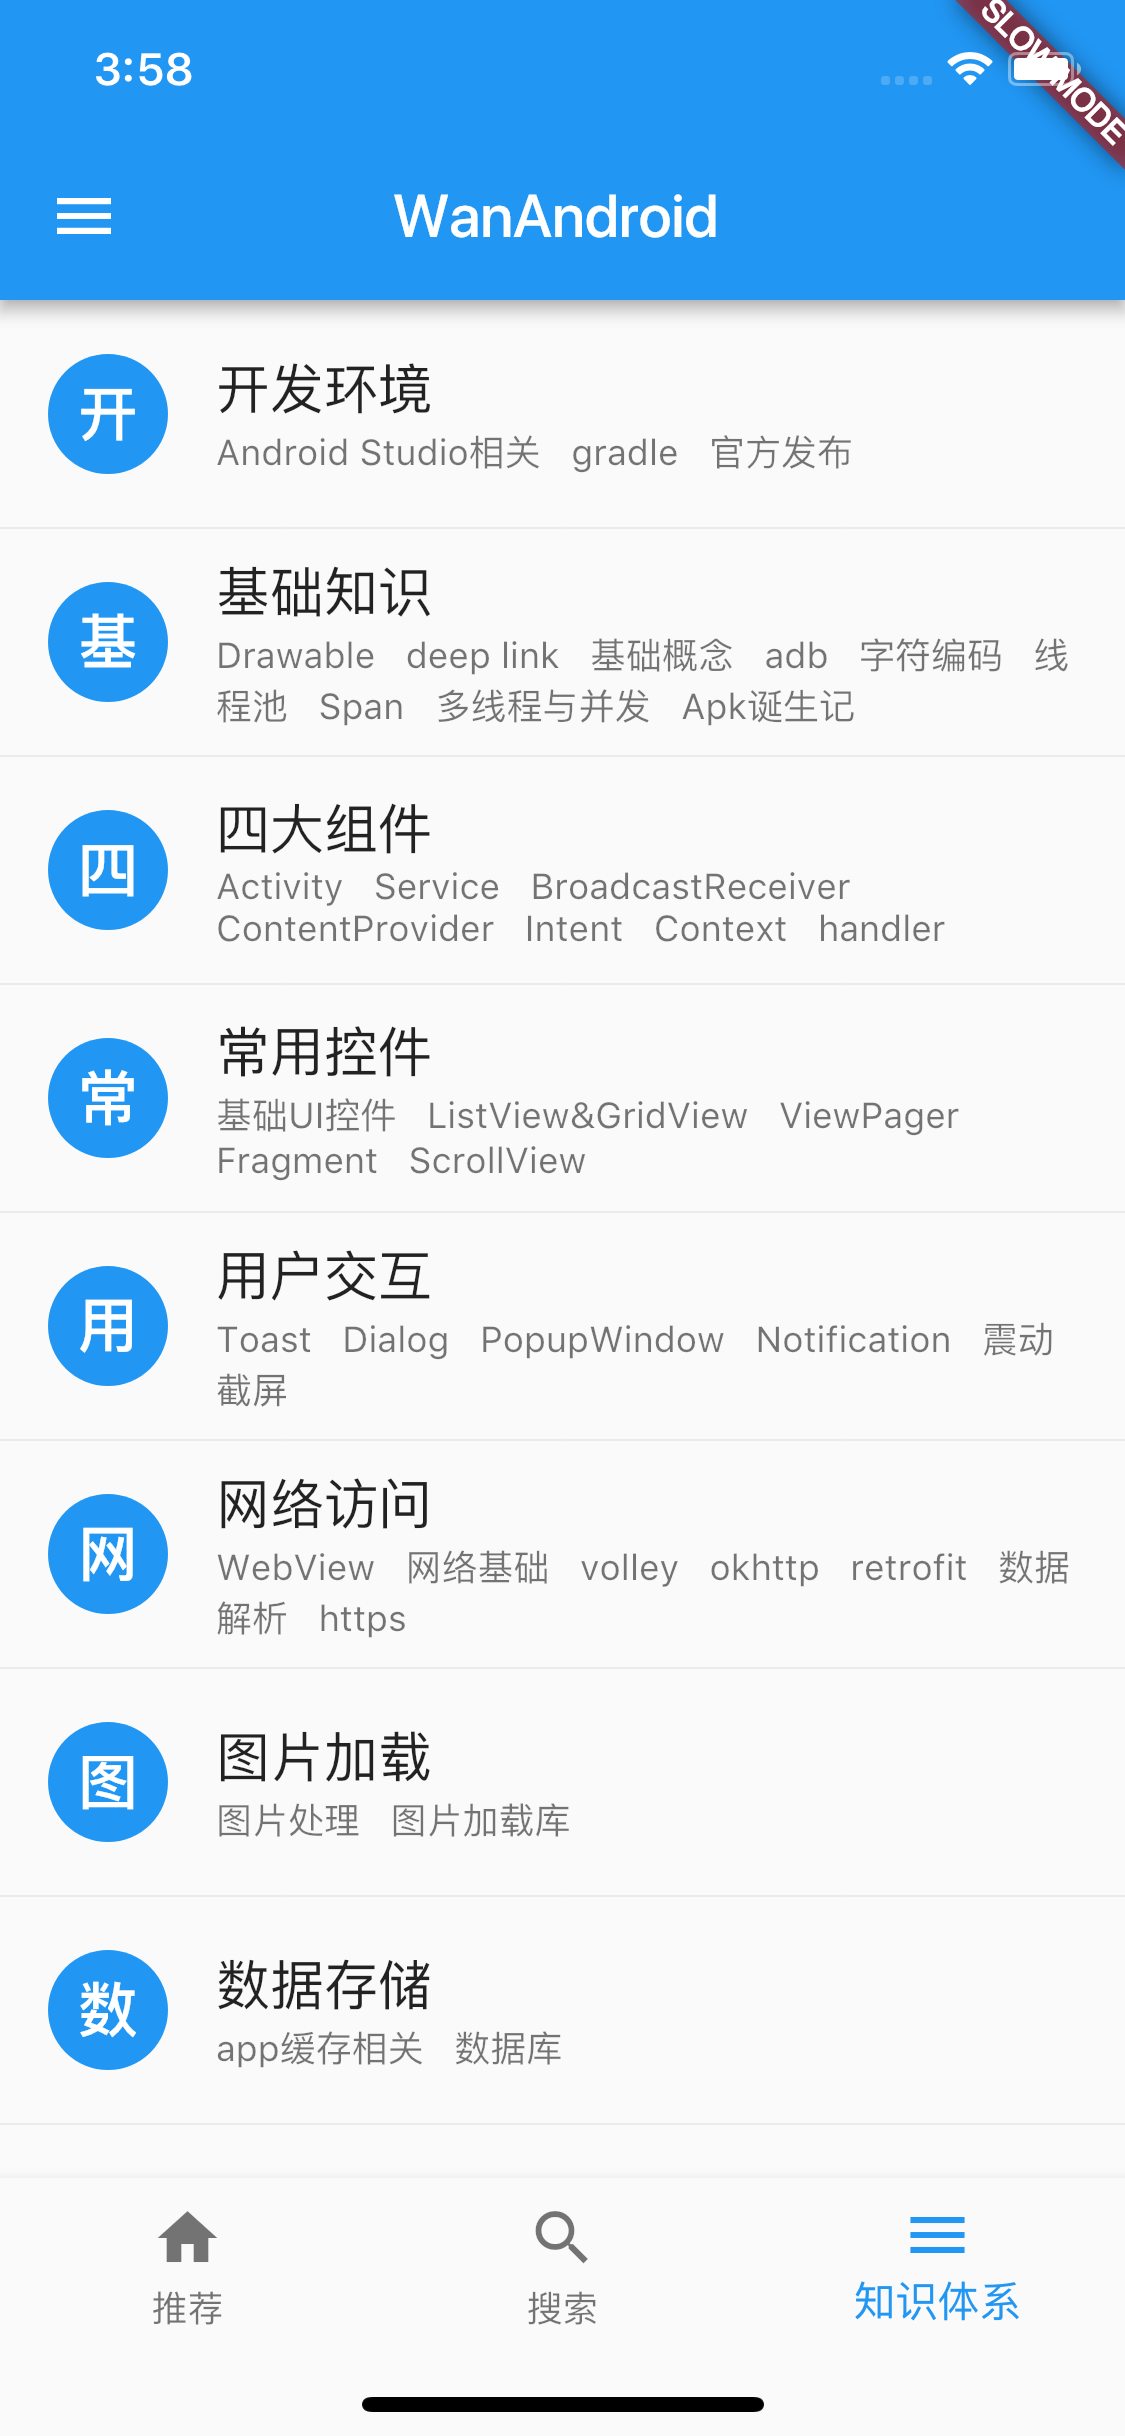 3:58
SLOW MODE
WanAndroid
开
开发环境
Android Studio相关 gradle 官方发布
基
基础知识
Drawable deep link 基础概念 adb 字符编码 线
程池 Span 多线程与并发 Apk诞生记
四
四大组件
Activity Service BroadcastReceiver
ContentProvider Intent Context handler
常
常用控件
基础UI控件 ListView&GridView ViewPager
Fragment ScrollView
用
用户交互
Toast Dialog PopupWindow Notification 震动
截屏
网
网络访问
WebView 网络基础 volley okhttp retrofit 数据
解析 https
图
图片加载
图片处理 图片加载库
数
数据存储
app缓存相关 数据库
推荐
搜索
知识体系